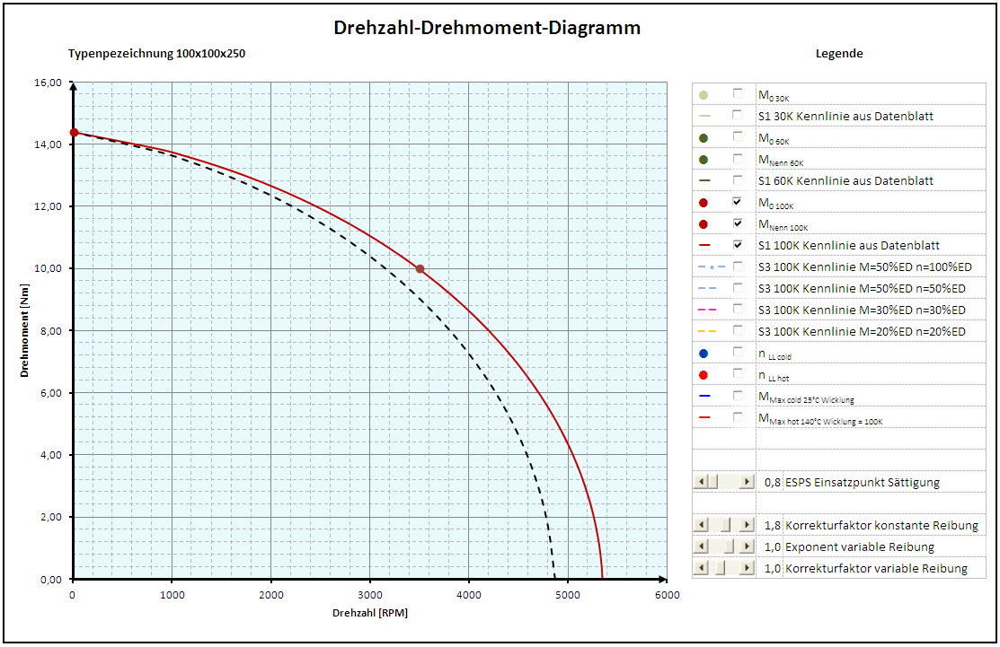 Drehzahl-Drehmoment-Diagramm
Typenpezeichnung 100x100x250
Legende
16,00
14,00
12,00
10,00
8,00
6,00
4,00
2,00
0,00
Drehmoment [Nm]
0 1000 2000 3000 4000 5000 6000
Drehzahl [RPM]
M0 30K
S1 30K Kennlinie aus Datenblatt
M0 60K
MNenn 60K
S1 60K Kennlinie aus Datenblatt
M0 100K
MNenn 100K
S1 100K Kennlinie aus Datenblatt
S3 100K Kennlinie M=50%ED n=100%ED
S3 100K Kennlinie M=50%ED n=50%ED
S3 100K Kennlinie M=30%ED n=30%ED
S3 100K Kennlinie M=20%ED n=20%ED
n LL cold
n LL hot
MMax cold 25°C Wicklung
MMax hot 140°C Wicklung = 100K
0,8 ESPS Einsatzpunkt Sättigung
1,8 Korrekturfaktor konstante Reibung
1,0 Exponent variable Reibung
1,0 Korrekturfaktor variable Reibung